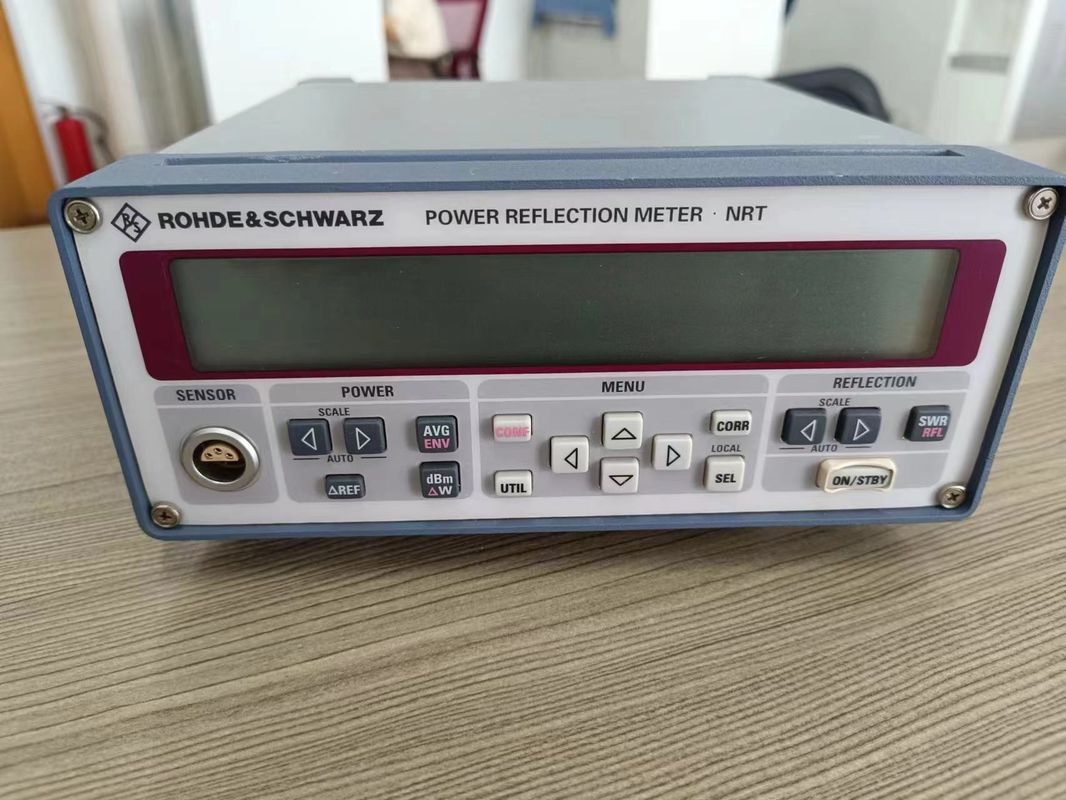 R&S ROHDE&SCHWARZ POWER REFLECTION METER · NRT
SENSOR
POWER
SCALE
AUTO
ΔREF
AVG
ENV
dBm
ΔW
MENU
CONF
UTIL
CORR
LOCAL
SEL
REFLECTION
SCALE
AUTO
SWR
RFL
ON/STBY